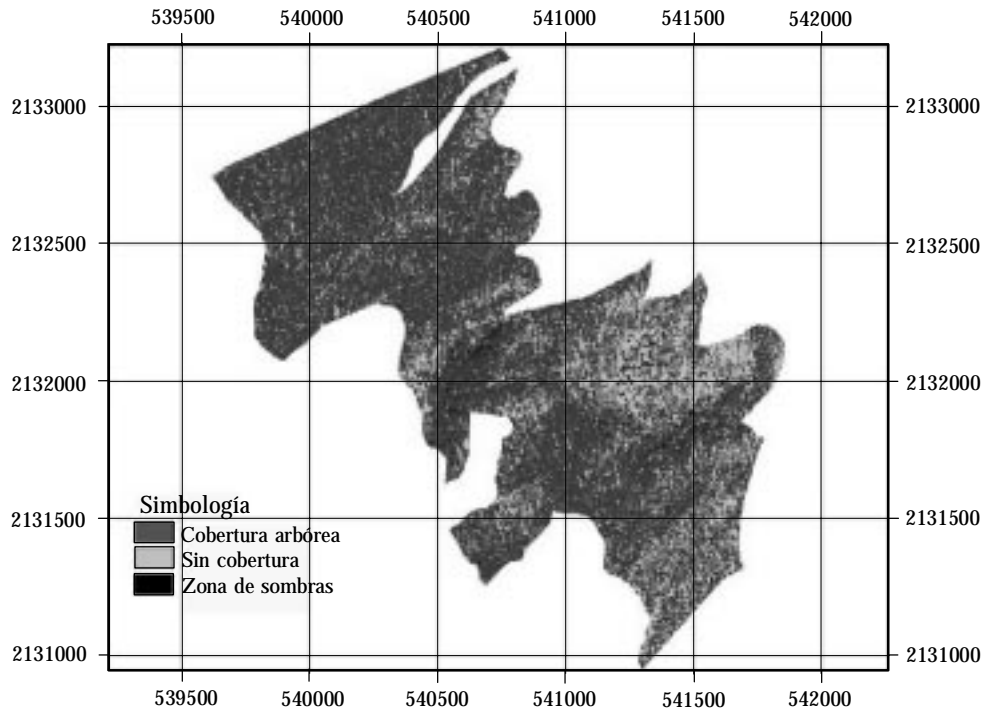 539500 540000 540500 541000 541500 542000
2133000 2133000
2132500 2132500
2132000 2132000
2131500 2131500
2131000 2131000
Simbología
Cobertura arbórea
Sin cobertura
Zona de sombras
539500 540000 540500 541000 541500 542000